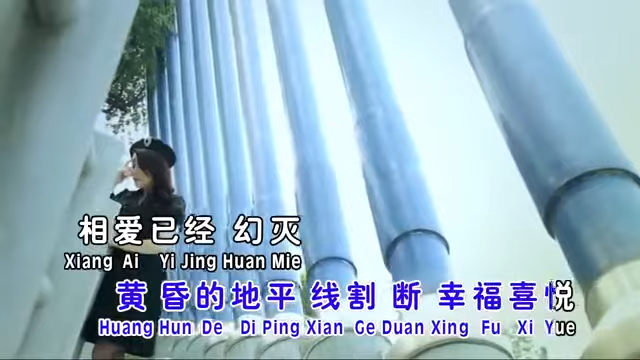 相爱已经 幻灭
Xiang Ai Yi Jing Huan Mie
黄 昏的地平 线割 断 幸福喜悦
Huang Hun De Di Ping Xian Ge Duan Xing Fu Xi Yue